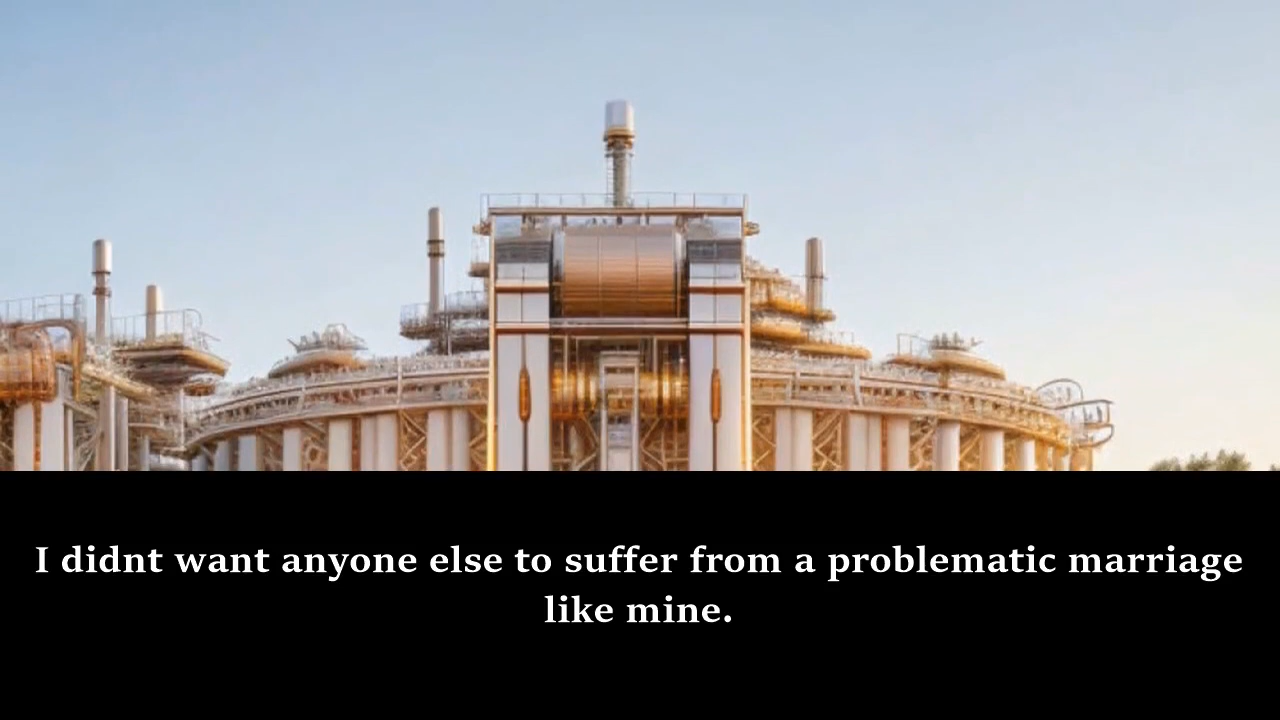 I didnt want anyone else to suffer from a problematic marriage
like mine.